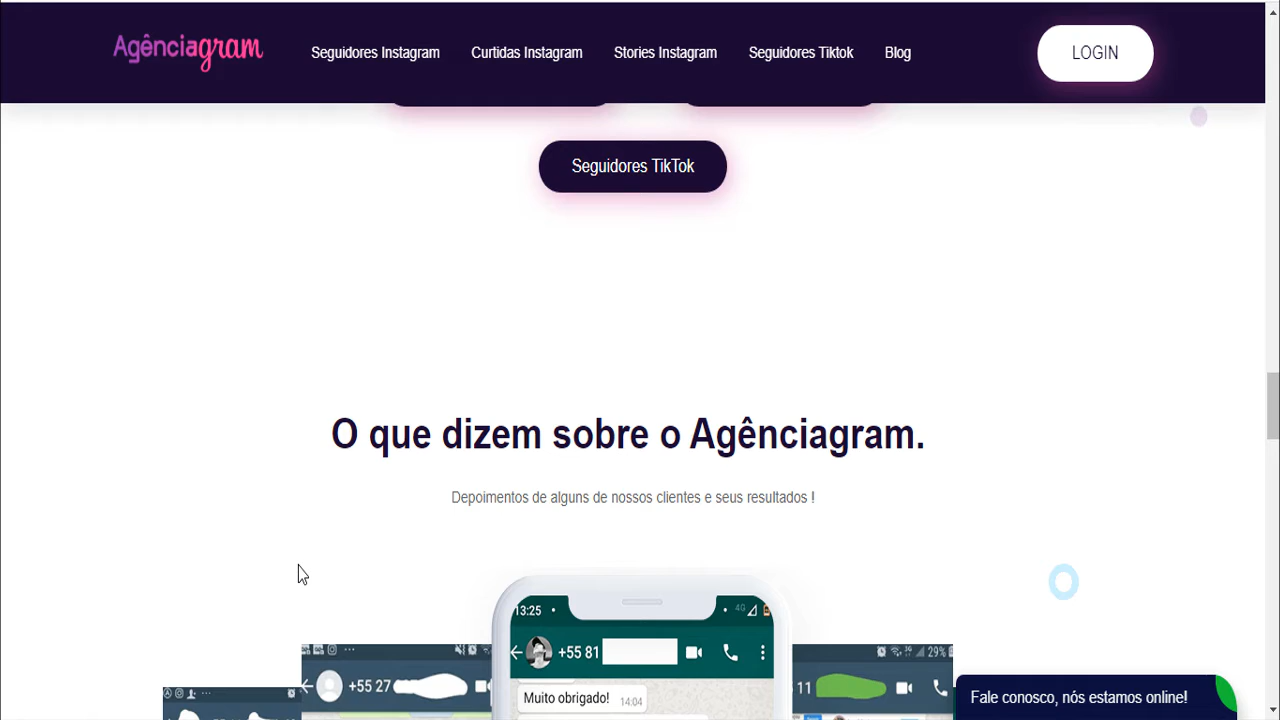 Agênciagram
Seguidores Instagram
Curtidas Instagram
Stories Instagram
Seguidores Tiktok
Blog
LOGIN
Seguidores TikTok
O que dizem sobre o Agênciagram.
Depoimentos de alguns de nossos clientes e seus resultados !
13:25
4G
+55 81
29%
+55 27
11
Muito obrigado! 14:04
Fale conosco, nós estamos online!